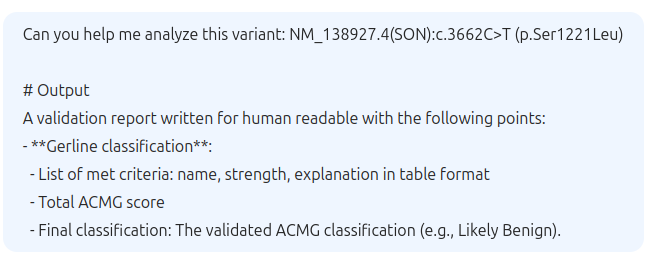 Can you help me analyze this variant: NM_138927.4(SON):c.3662C>T (p.Ser1221Leu)
# Output
A validation report written for human readable with the following points:
- **Gerline classification**:
- List of met criteria: name, strength, explanation in table format
- Total ACMG score
- Final classification: The validated ACMG classification (e.g., Likely Benign).